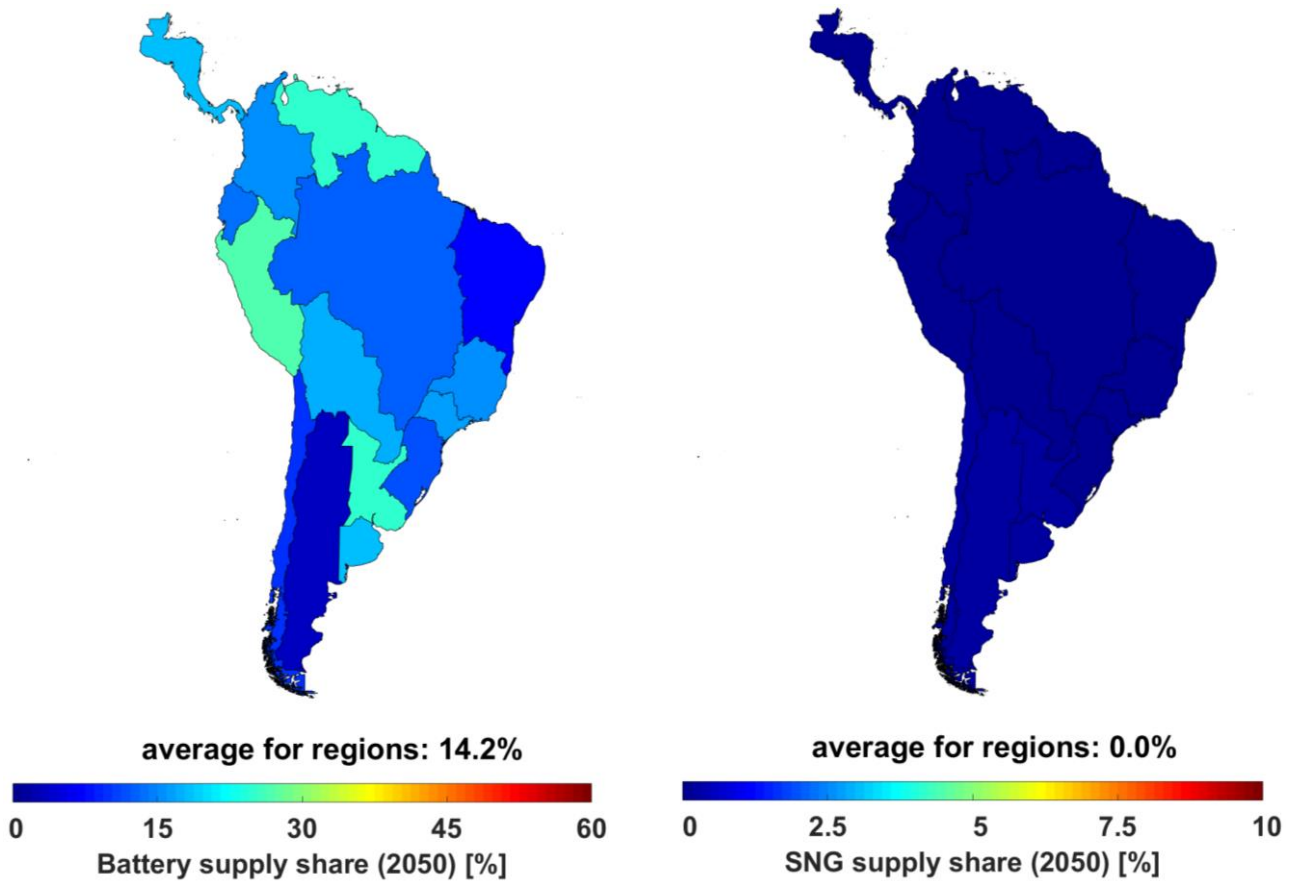 average for regions: 14.2%
0 15 30 45 60
Battery supply share (2050) [%]
average for regions: 0.0%
0 2.5 5 7.5 10
SNG supply share (2050) [%]